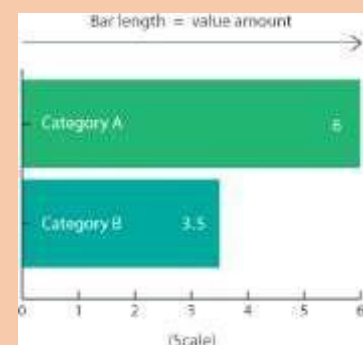 Bar length = value amount
Category A 6
Category B 3.5
0 1 2 3 4 5 6
(Scale)